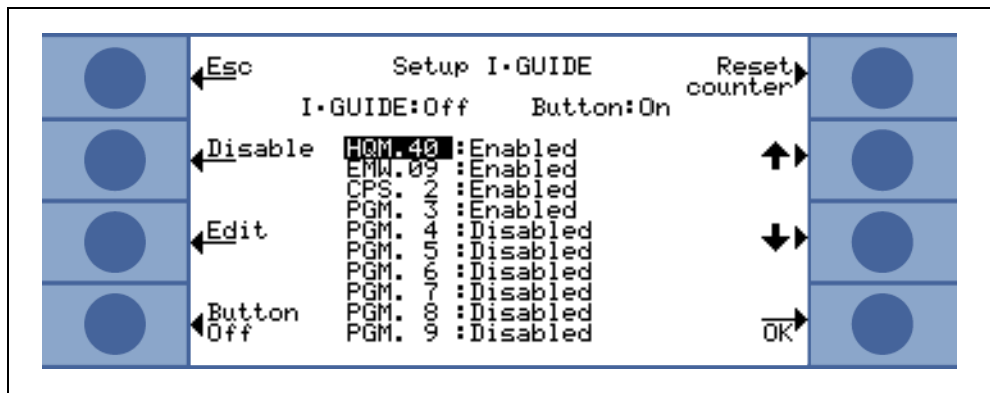 Esc
Setup I·GUIDE
Reset
counter
I·GUIDE:Off Button:On
Disable
HQM.40 :Enabled
EMW.09 :Enabled
CPS. 2 :Enabled
PGM. 3 :Enabled
Edit
PGM. 4 :Disabled
PGM. 5 :Disabled
PGM. 6 :Disabled
PGM. 7 :Disabled
Button
Off
PGM. 8 :Disabled
PGM. 9 :Disabled
OK